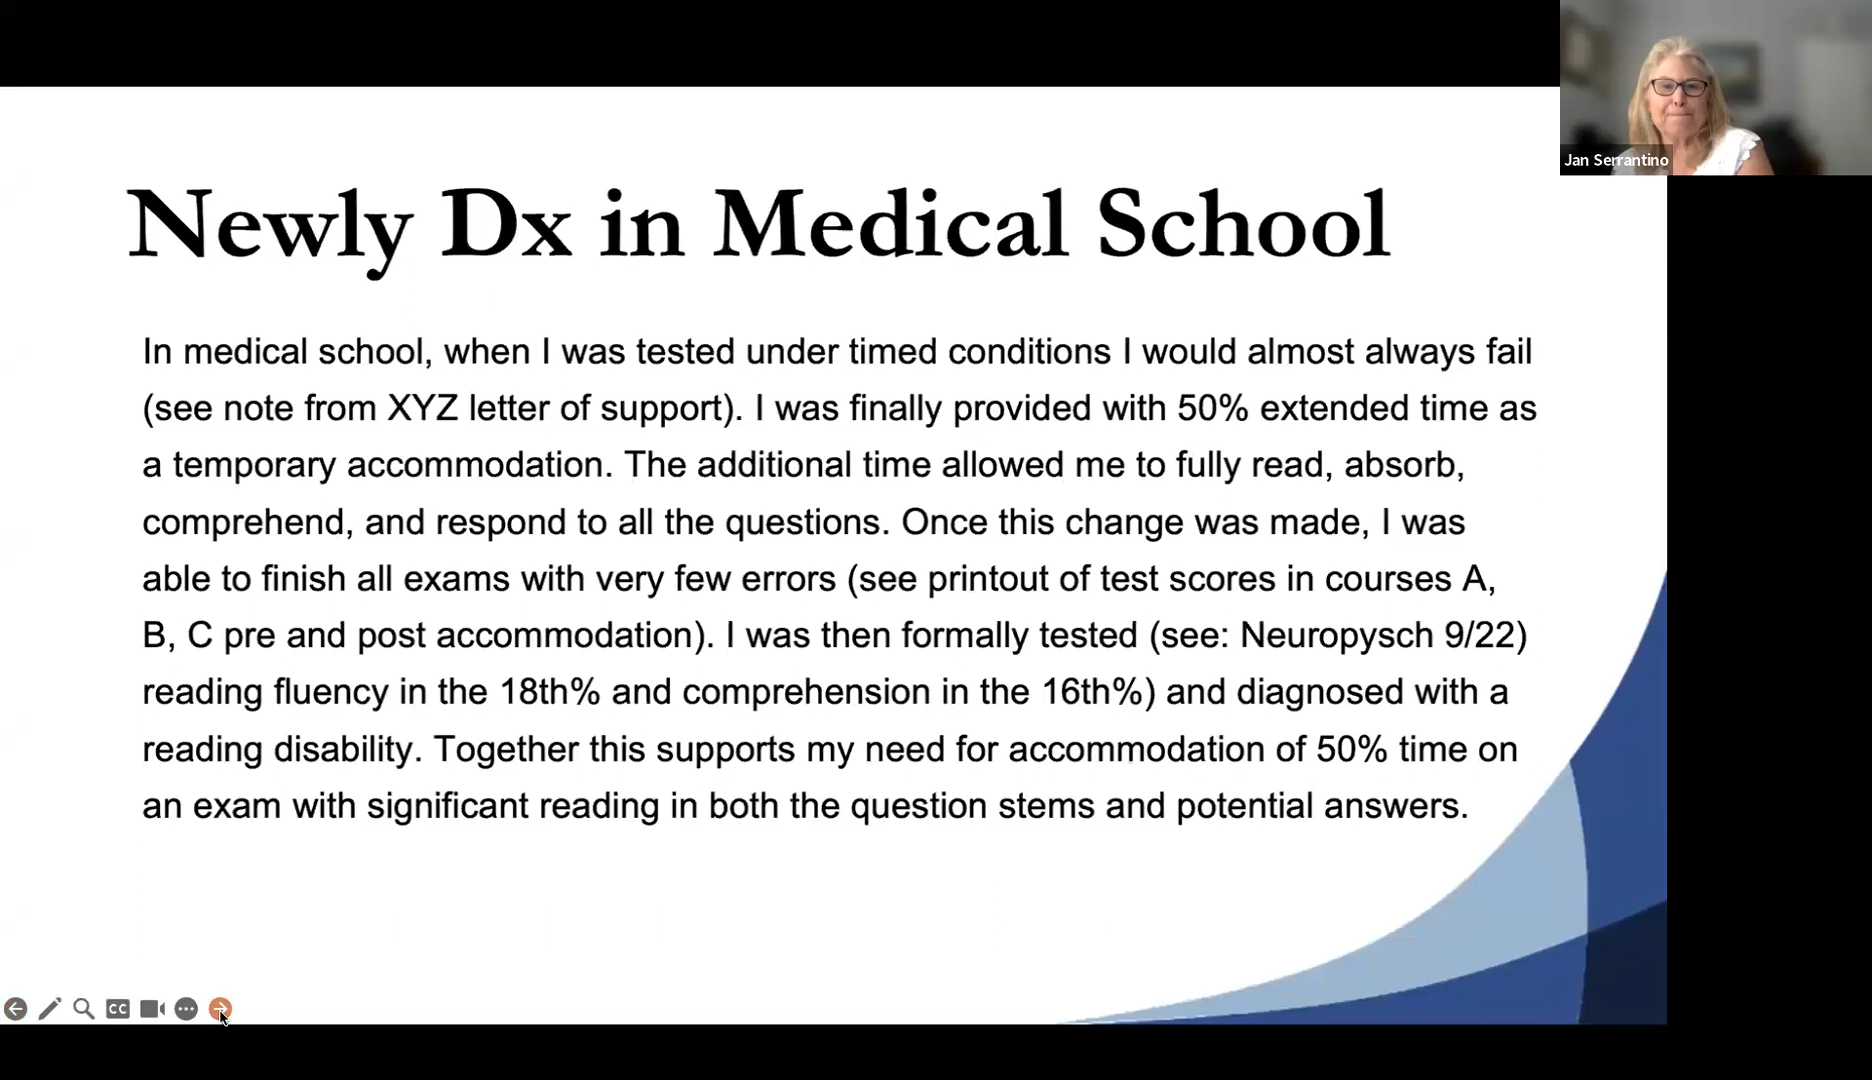 Jan Serrantino
Newly Dx in Medical School
In medical school, when I was tested under timed conditions I would almost always fail
(see note from XYZ letter of support). I was finally provided with 50% extended time as
a temporary accommodation. The additional time allowed me to fully read, absorb,
comprehend, and respond to all the questions. Once this change was made, I was
able to finish all exams with very few errors (see printout of test scores in courses A,
B, C pre and post accommodation). I was then formally tested (see: Neuropysch 9/22)
reading fluency in the 18th% and comprehension in the 16th%) and diagnosed with a
reading disability. Together this supports my need for accommodation of 50% time on
an exam with significant reading in both the question stems and potential answers.
CC